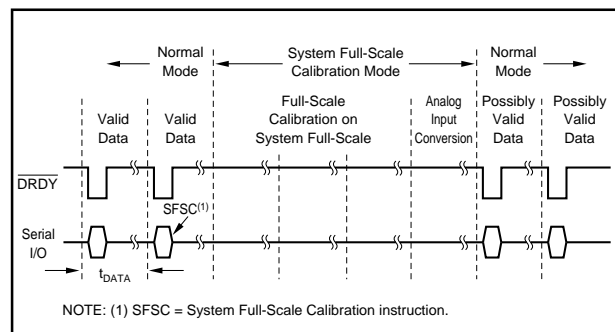 Normal
Mode
System Full-Scale
Calibration Mode
Normal
Mode
Valid
Data
Valid
Data
Full-Scale
Calibration on
System Full-Scale
Analog
Input
Conversion
Possibly
Valid
Data
Possibly
Valid
Data
DRDY
SFSC(1)
Serial
I/O
tDATA
NOTE: (1) SFSC = System Full-Scale Calibration instruction.